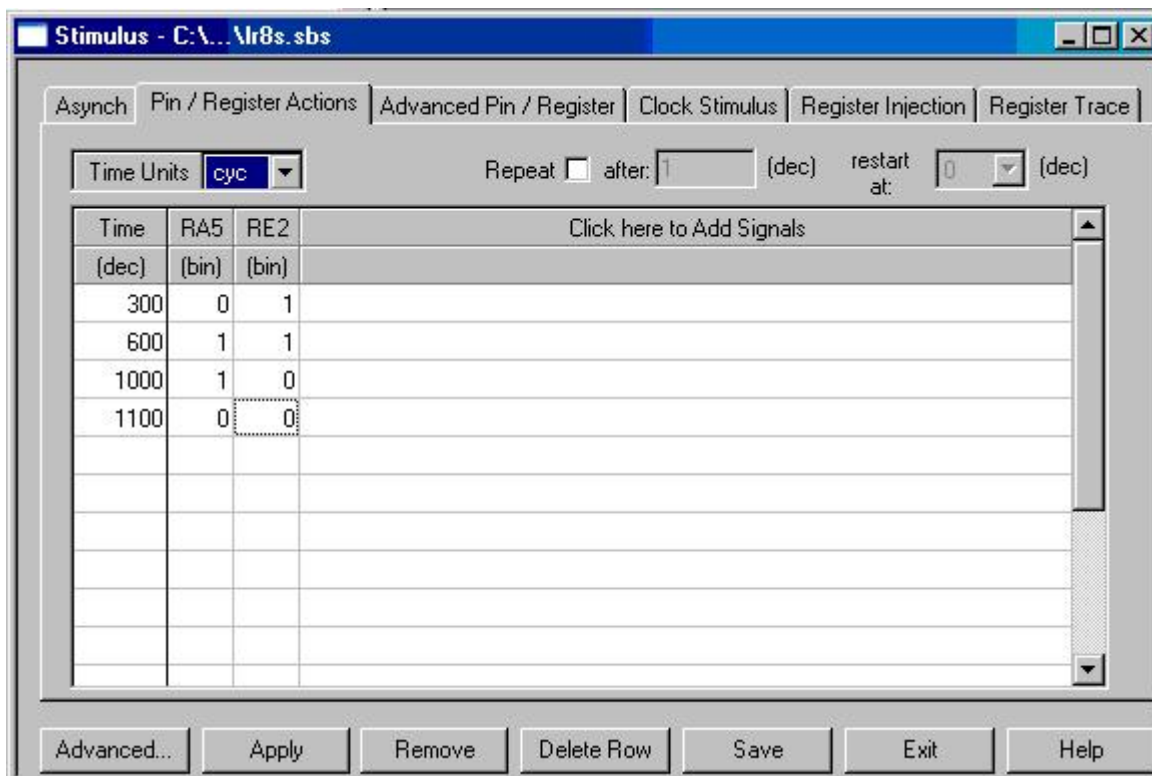 Stimulus - C:\...\lr8s.sbs
Asynch Pin / Register Actions Advanced Pin / Register Clock Stimulus Register Injection Register Trace
Time Units cyc Repeat after: 1 (dec) restart at: 0 (dec)
Time RA5 RE2 Click here to Add Signals
(dec) (bin) (bin)
300 0 1
600 1 1
1000 1 0
1100 0 0
Advanced... Apply Remove Delete Row Save Exit Help